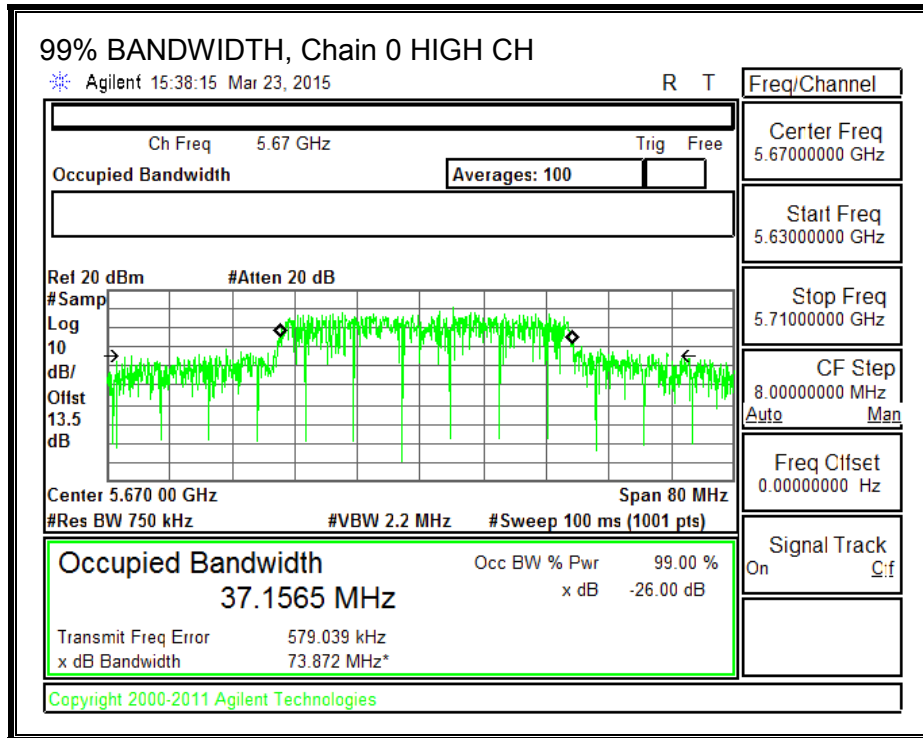 99% BANDWIDTH, Chain 0 HIGH CH
Agilent 15:38:15 Mar 23, 2015 R T
Freq/Channel
Ch Freq 5.67 GHz Trig Free
Occupied Bandwidth Averages: 100
Center Freq
5.67000000 GHz
Start Freq
5.63000000 GHz
Stop Freq
5.71000000 GHz
CF Step
8.00000000 MHz
Auto Man
Freq Offset
0.00000000 Hz
Signal Track
On Off
Ref 20 dBm #Atten 20 dB
#Samp
Log
10
dB/
Offst
13.5
dB
Center 5.670 00 GHz Span 80 MHz
#Res BW 750 kHz #VBW 2.2 MHz #Sweep 100 ms (1001 pts)
Occupied Bandwidth
37.1565 MHz
Occ BW % Pwr 99.00 %
x dB -26.00 dB
Transmit Freq Error 579.039 kHz
x dB Bandwidth 73.872 MHz*
Copyright 2000-2011 Agilent Technologies